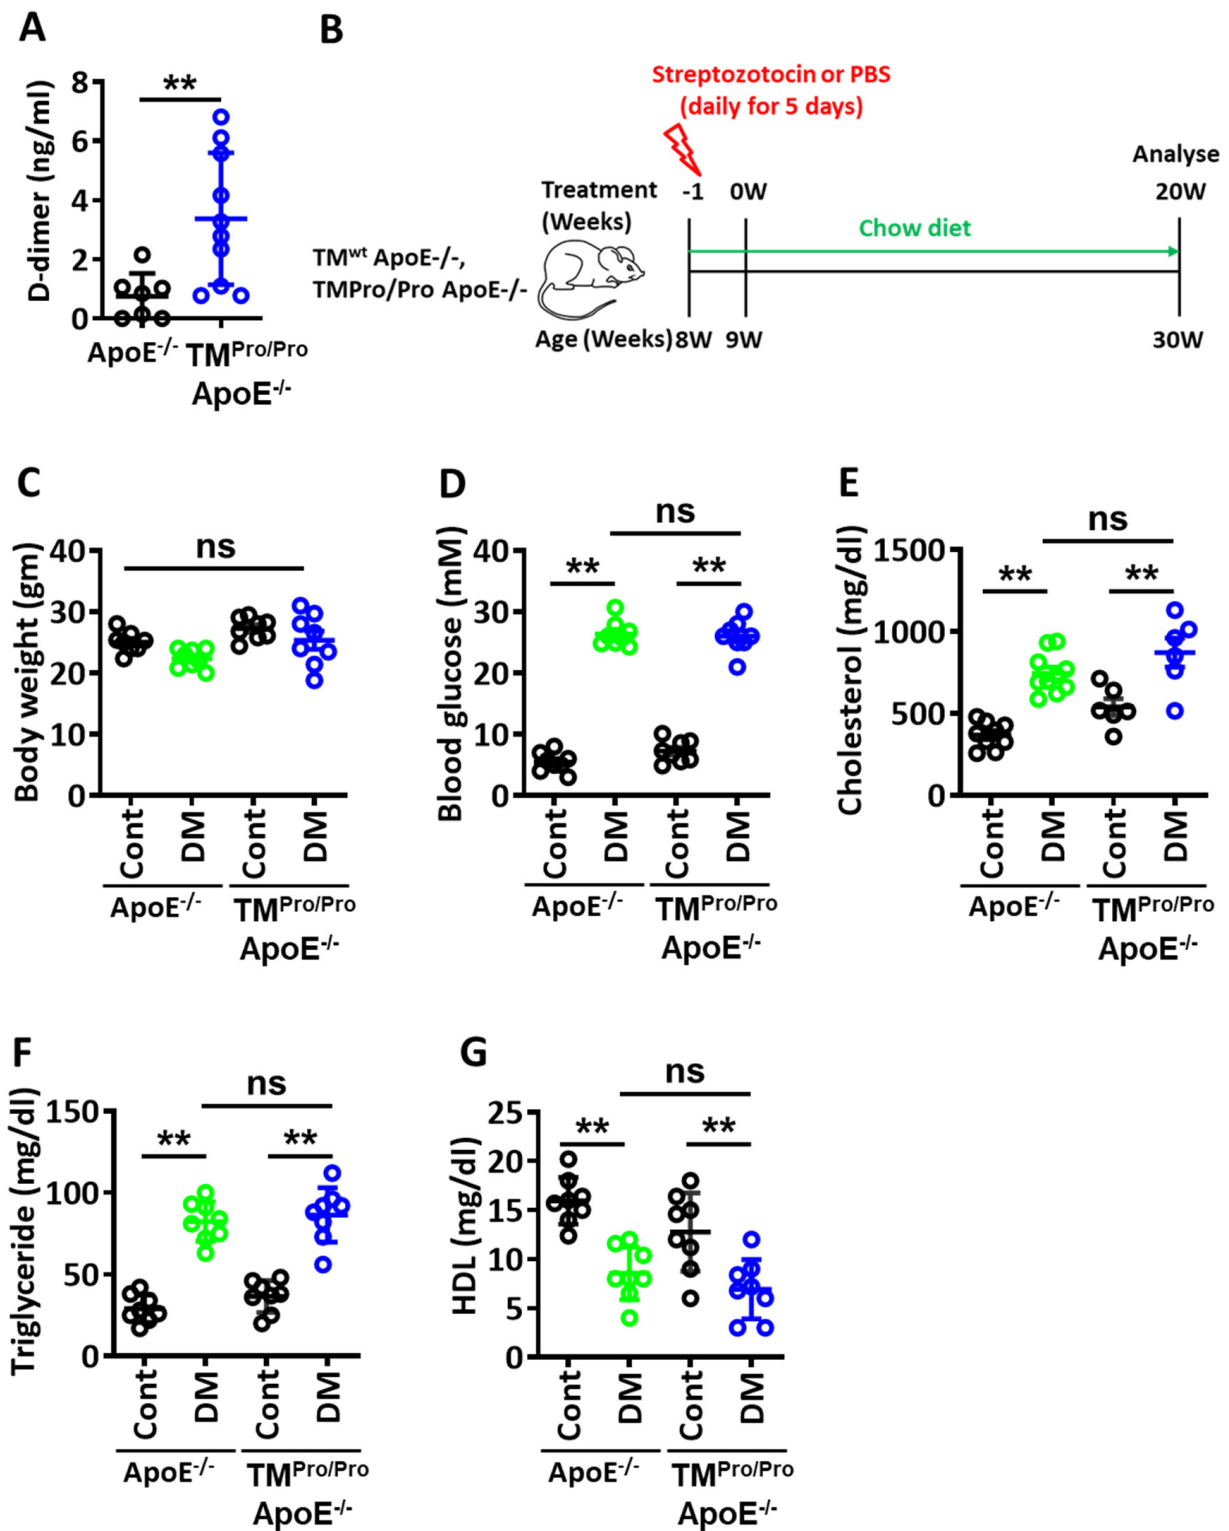 A
D-dimer (ng/ml)
8
6
4
2
0
**
ApoE-/-
TMPro/Pro
ApoE-/-
B
Streptozotocin or PBS
(daily for 5 days)
Analyse
Treatment
(Weeks)
-1
0W
20W
Chow diet
TMwt ApoE-/-,
TMPro/Pro ApoE-/-
Age (Weeks)
8W
9W
30W
C
Body weight (gm)
40
30
20
10
0
ns
Cont
DM
Cont
DM
ApoE-/-
TMPro/Pro
ApoE-/-
D
Blood glucose (mM)
40
30
20
10
0
ns
**
**
Cont
DM
Cont
DM
ApoE-/-
TMPro/Pro
ApoE-/-
E
Cholesterol (mg/dl)
1500
1000
500
0
ns
**
**
Cont
DM
Cont
DM
ApoE-/-
TMPro/Pro
ApoE-/-
F
Triglyceride (mg/dl)
150
100
50
0
ns
**
**
Cont
DM
Cont
DM
ApoE-/-
TMPro/Pro
ApoE-/-
G
HDL (mg/dl)
25
20
15
10
5
0
ns
**
**
Cont
DM
Cont
DM
ApoE-/-
TMPro/Pro
ApoE-/-